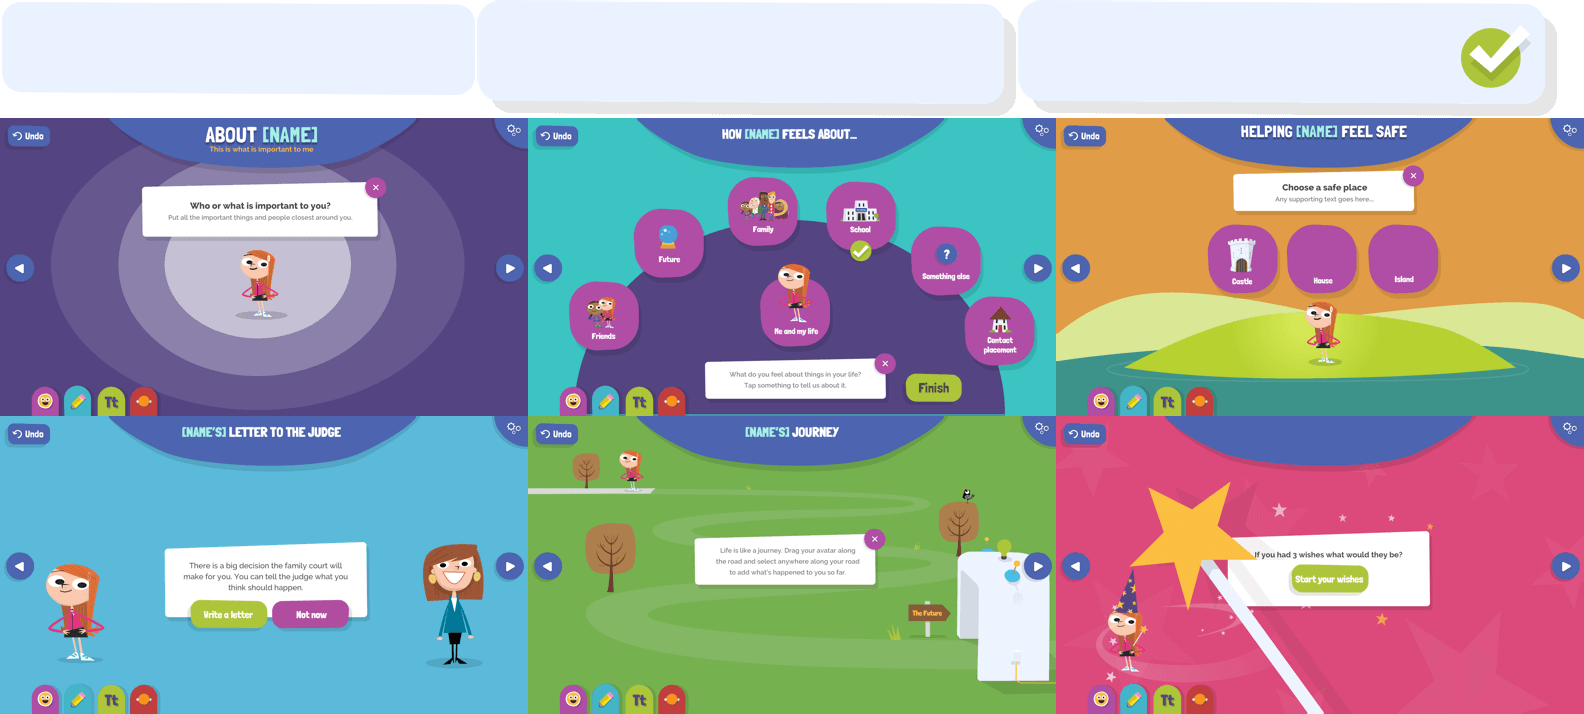 Undo
ABOUT [NAME]
This is what is important to me
Who or what is important to you?
Put all the important things and people closest around you.
Tt
Undo
HOW [NAME] FEELS ABOUT...
Family
School
Future
Something else
?
Friends
Me and my life
Contact
placement
What do you feel about things in your life?
Tap something to tell us about it.
Finish
Tt
Undo
HELPING [NAME] FEEL SAFE
Choose a safe place
Any supporting text goes here...
Castle
House
Island
Tt
Undo
[NAME'S] LETTER TO THE JUDGE
There is a big decision the family court will
make for you. You can tell the judge what you
think should happen.
Write a letter
Not now
Tt
Undo
[NAME'S] JOURNEY
Life is like a journey. Drag your avatar along
the road and select anywhere along your road
to add what's happened to you so far.
The Future
Tt
Undo
If you had 3 wishes what would they be?
Start your wishes
Tt